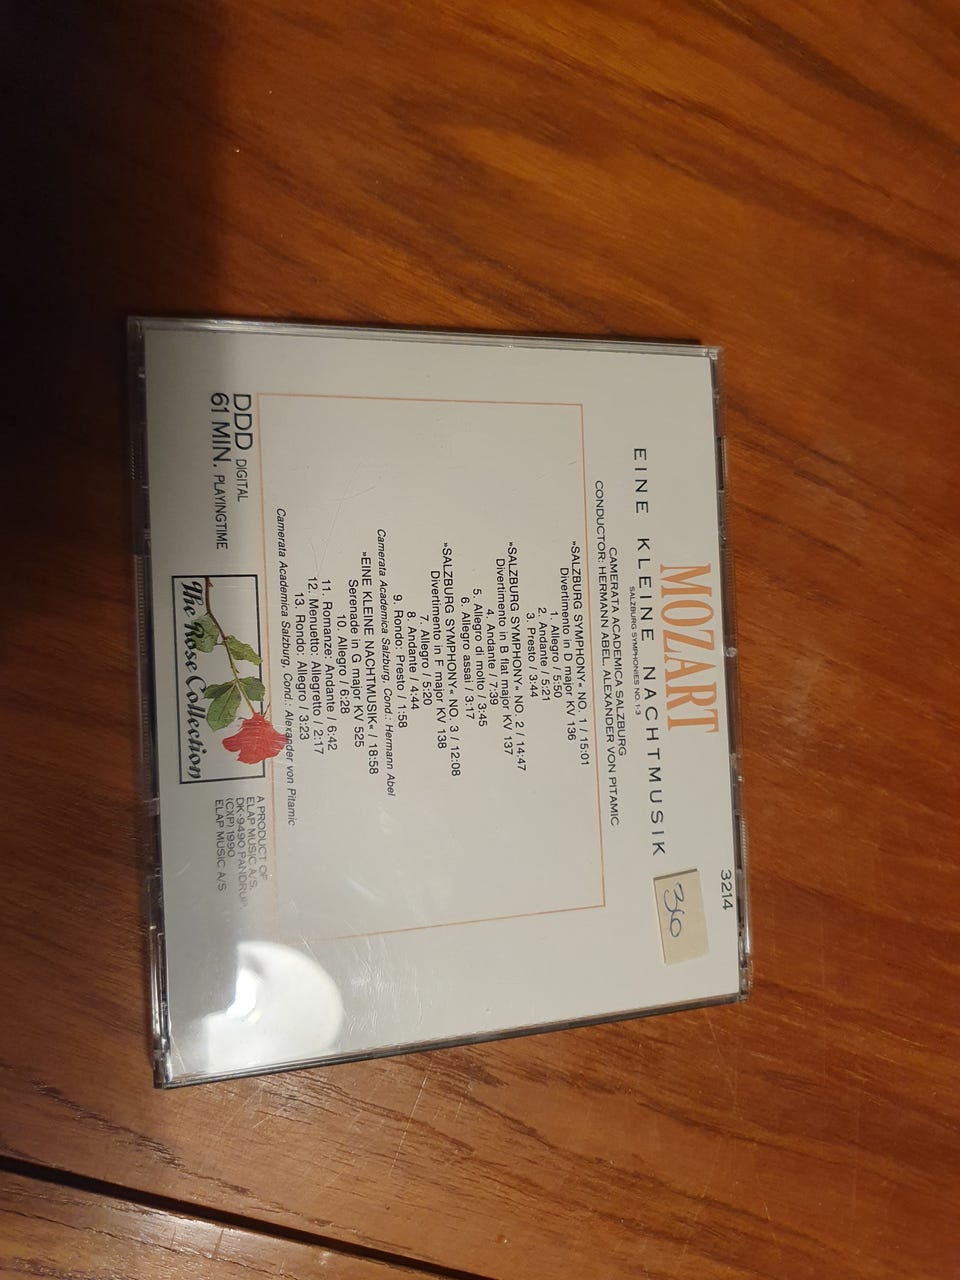 3214
MOZART
EINE KLEINE NACHTMUSIK
SALZBURG SYMPHONIES NO. 1-3
CAMERATA ACADEMICA SALZBURG
CONDUCTOR: HERMANN ABEL, ALEXANDER VON PITAMIC
36
»SALZBURG SYMPHONY« NO. 1 / 15:01
Divertimento in D major KV 136
1. Allegro / 5:50
2. Andante / 5:21
3. Presto / 3:44
»SALZBURG SYMPHONY« NO. 2 / 14:47
Divertimento in B flat major KV 137
4. Andante / 7:39
5. Allegro di molto / 3:45
6. Allegro assai / 3:17
»SALZBURG SYMPHONY« NO. 3 / 12:08
Divertimento in F major KV 138
7. Allegro / 5:20
8. Andante / 4:44
9. Rondo: Presto / 1:58
Camerata Academica Salzburg, Cond.: Hermann Abel
»EINE KLEINE NACHTMUSIK« / 18:58
Serenade in G major KV 525
10. Allegro / 6:28
11. Romanze: Andante / 6:42
12. Menuetto: Allegretto / 2:17
13. Rondo: Allegro / 3:23
Camerata Academica Salzburg, Cond.: Alexander von Pitamic
DDD DIGITAL
61 MIN. PLAYINGTIME
The Rose Collection
A PRODUCT OF
ELAP MUSIC A/S
DK-9490 PANDRUP
(C)(P) 1990
ELAP MUSIC A/S